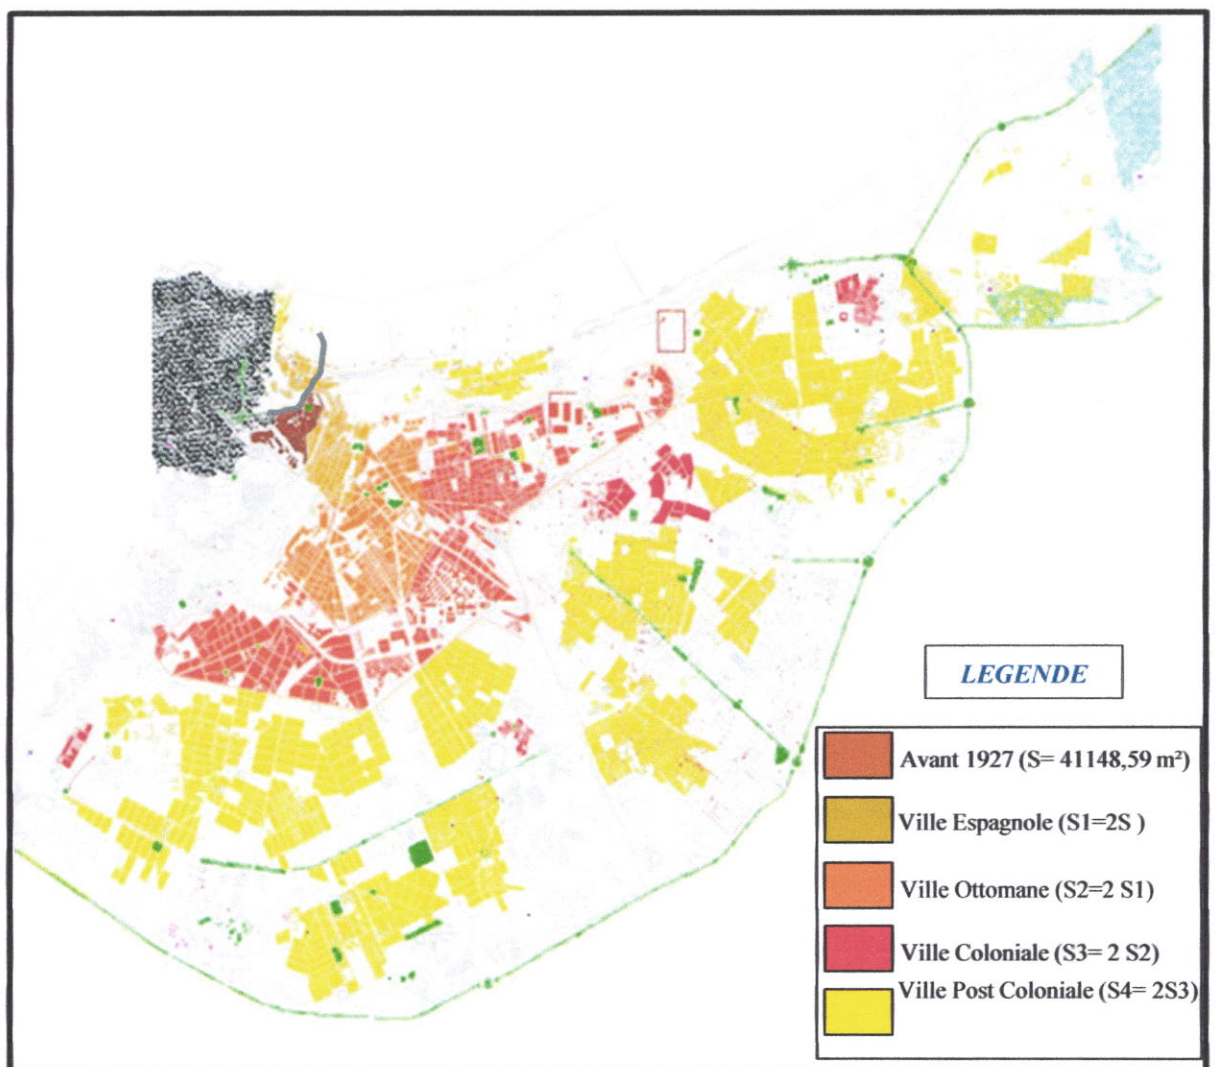 LEGENDE
Avant 1927 (S= 41148,59 m²)
Ville Espagnole (S1=2S )
Ville Ottomane (S2=2 S1)
Ville Coloniale (S3= 2 S2)
Ville Post Coloniale (S4= 2S3)